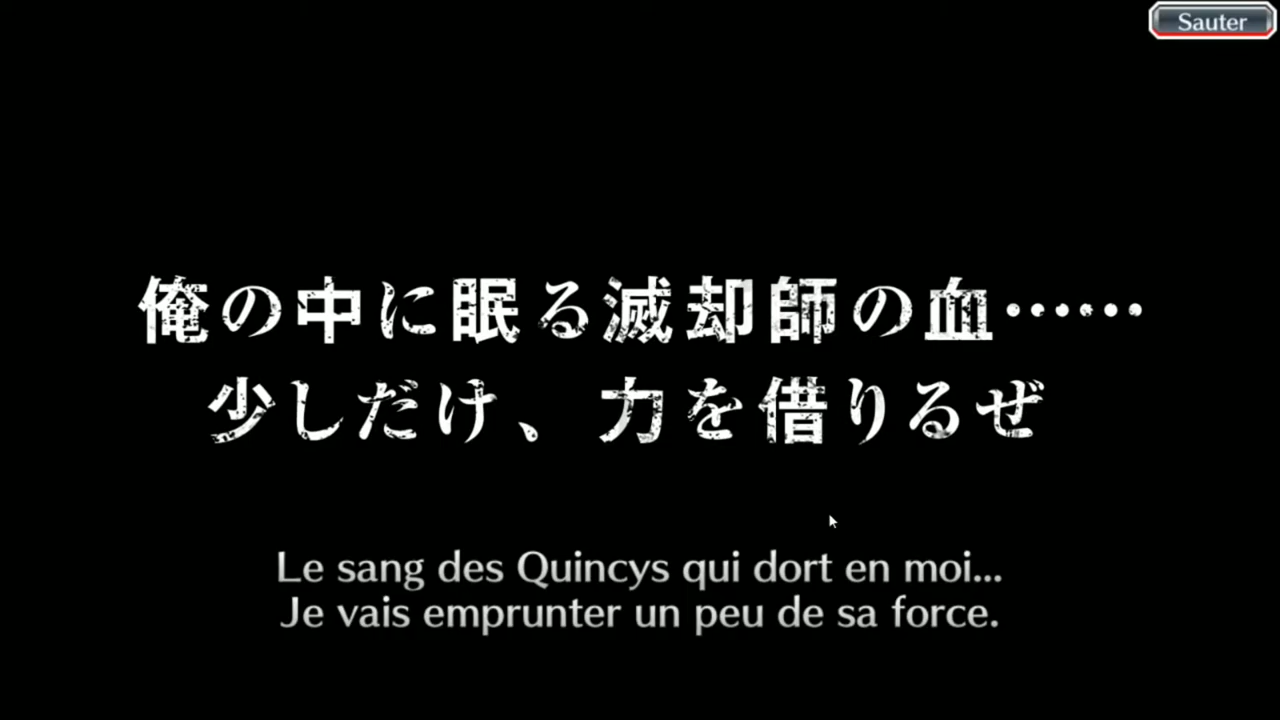 Sauter
俺の中に眠る滅却師の血……
少しだけ、力を借りるぜ
Le sang des Quincys qui dort en moi...
Je vais emprunter un peu de sa force.